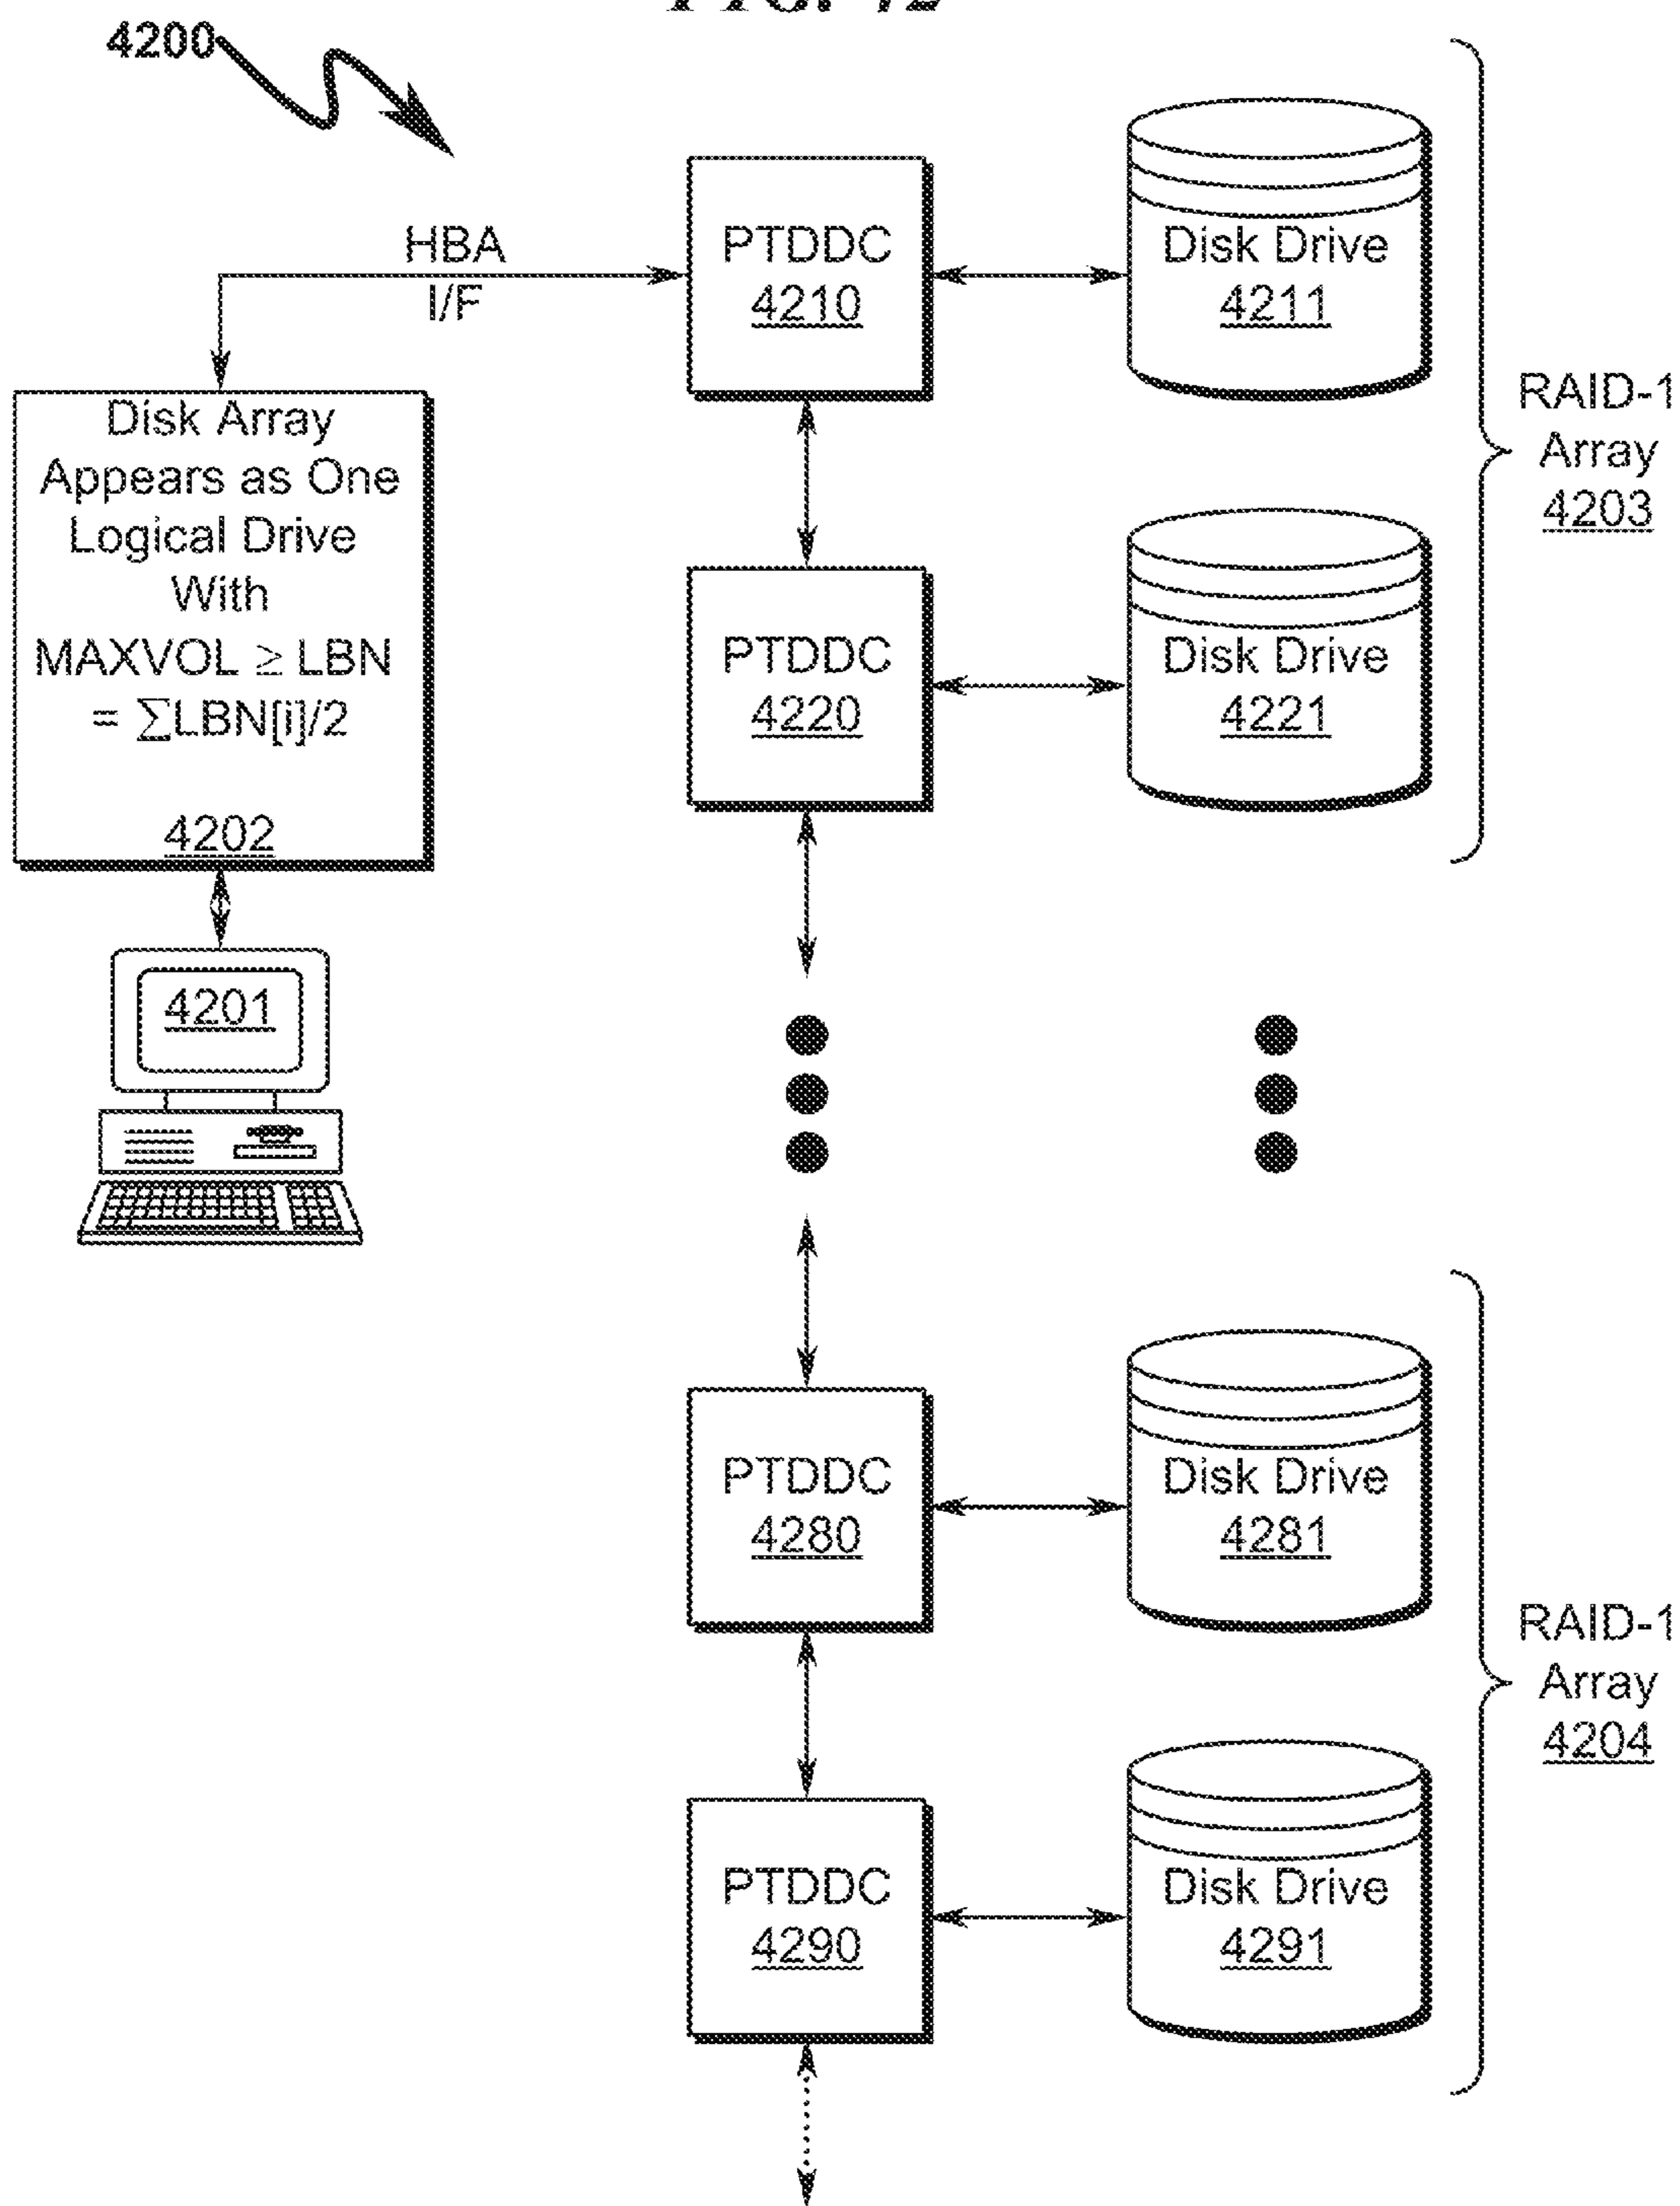 FIG. 42
4200
HBA
I/F
PTDDC
4210
Disk Drive
4211
Disk Array
Appears as One
Logical Drive
With
MAXVOL ≥ LBN
= ∑LBN[i]/2
4202
RAID-1
Array
4203
PTDDC
4220
Disk Drive
4221
4201
PTDDC
4280
Disk Drive
4281
RAID-1
Array
4204
PTDDC
4290
Disk Drive
4291